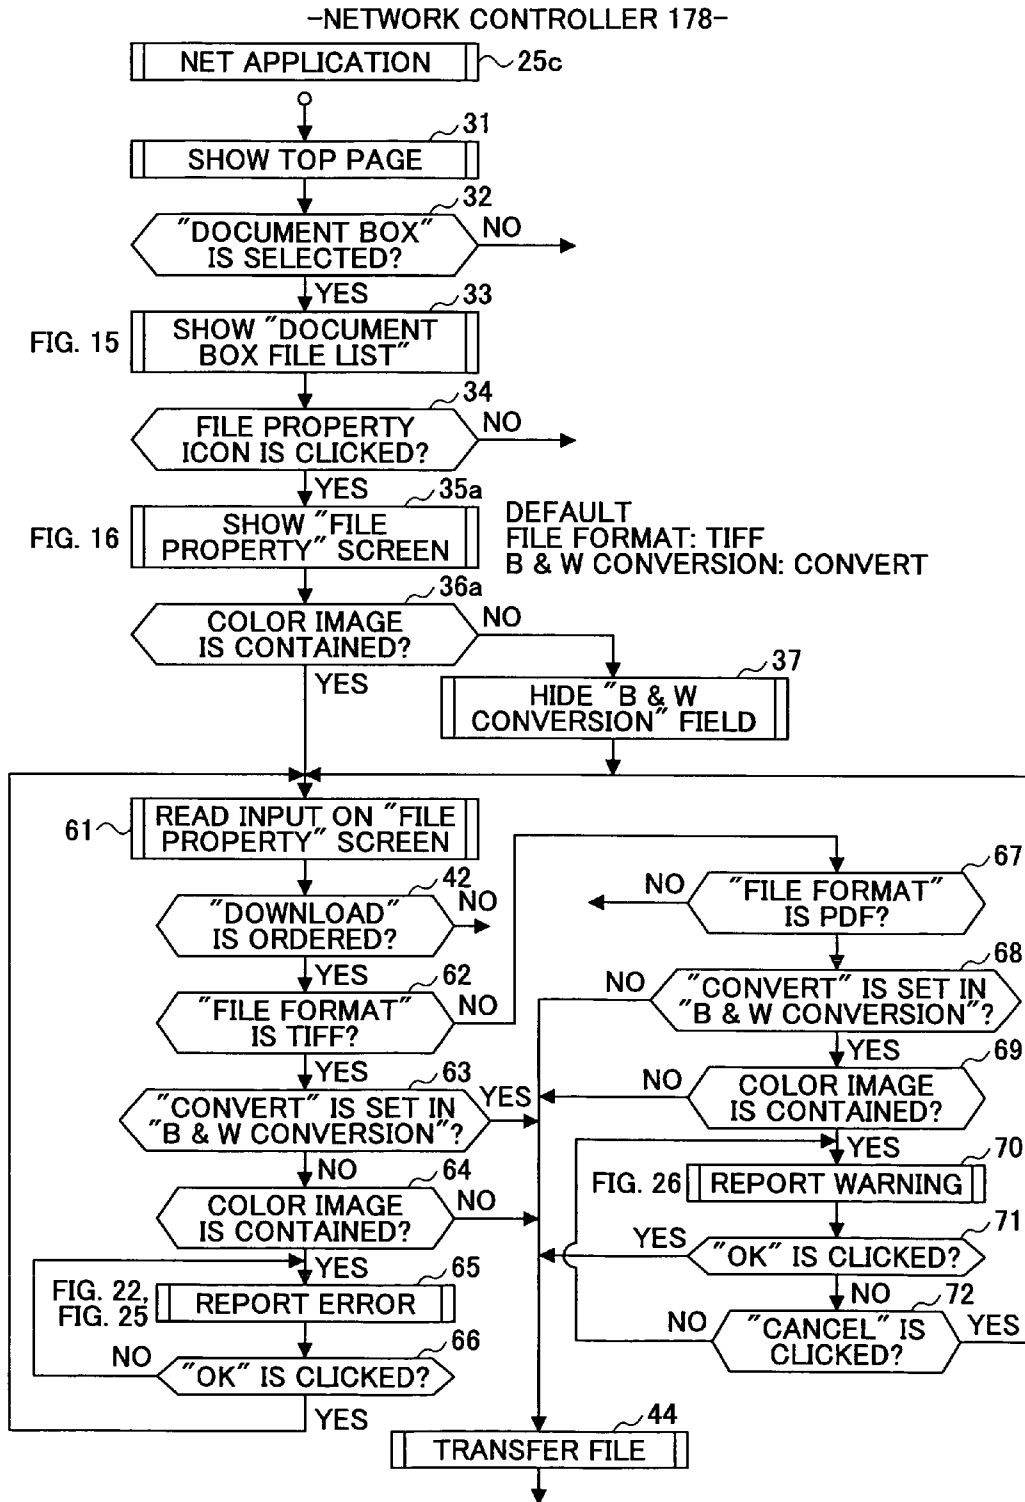 -NETWORK CONTROLLER 178-
NET APPLICATION
25c
31
SHOW TOP PAGE
32
"DOCUMENT BOX"
IS SELECTED?
NO
YES
33
FIG. 15
SHOW "DOCUMENT
BOX FILE LIST"
34
FILE PROPERTY
ICON IS CLICKED?
NO
YES
35a
FIG. 16
SHOW "FILE
PROPERTY" SCREEN
DEFAULT
FILE FORMAT: TIFF
B & W CONVERSION: CONVERT
36a
COLOR IMAGE
IS CONTAINED?
NO
YES
37
HIDE "B & W
CONVERSION" FIELD
61
READ INPUT ON "FILE
PROPERTY" SCREEN
42
"DOWNLOAD"
IS ORDERED?
NO
YES
62
"FILE FORMAT"
IS TIFF?
NO
YES
63
"CONVERT" IS SET IN
"B & W CONVERSION"?
YES
NO
64
COLOR IMAGE
IS CONTAINED?
NO
YES
65
FIG. 22,
FIG. 25
REPORT ERROR
66
NO
"OK" IS CLICKED?
YES
67
NO
"FILE FORMAT"
IS PDF?
68
NO
"CONVERT" IS SET IN
"B & W CONVERSION"?
YES
69
NO
COLOR IMAGE
IS CONTAINED?
YES
70
FIG. 26
REPORT WARNING
71
YES
"OK" IS CLICKED?
NO
72
NO
"CANCEL" IS
CLICKED?
YES
44
TRANSFER FILE